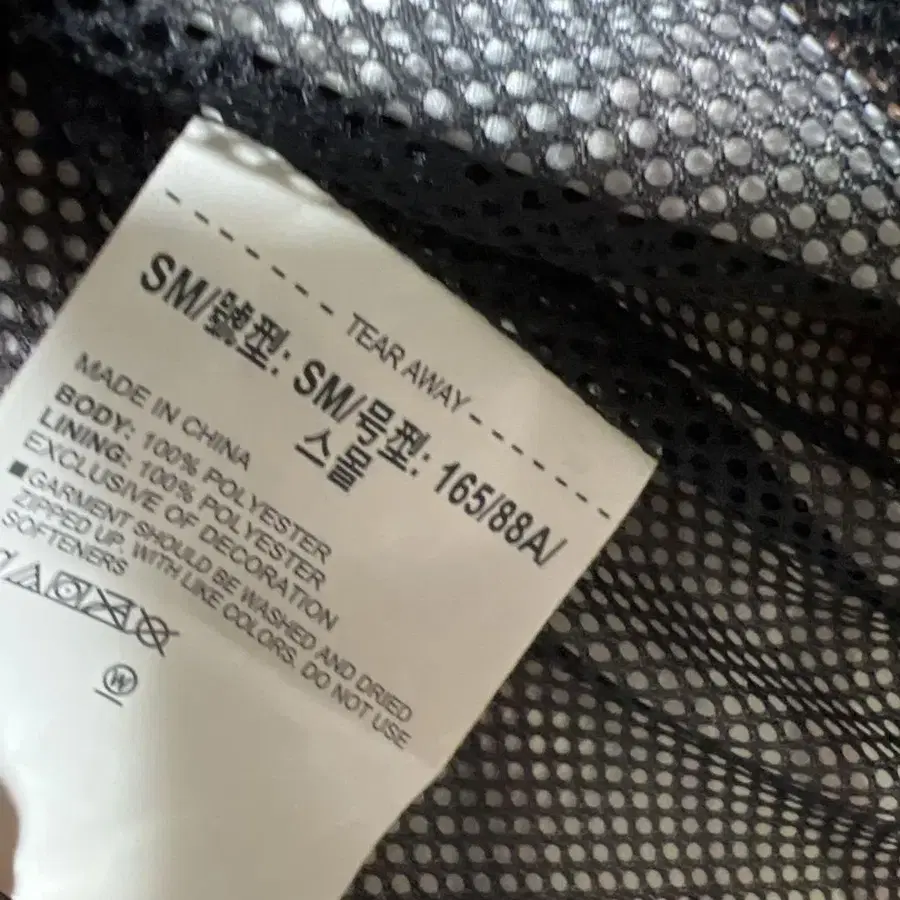 TEAR AWAY
SM/號型: SM/号型: 165/88A/
스몰
MADE IN CHINA
BODY: 100% POLYESTER
LINING: 100% POLYESTER
EXCLUSIVE OF DECORATION
■GARMENT SHOULD BE WASHED AND DRIED
ZIPPED UP. WITH LIKE COLORS. DO NOT USE
SOFTENERS
W